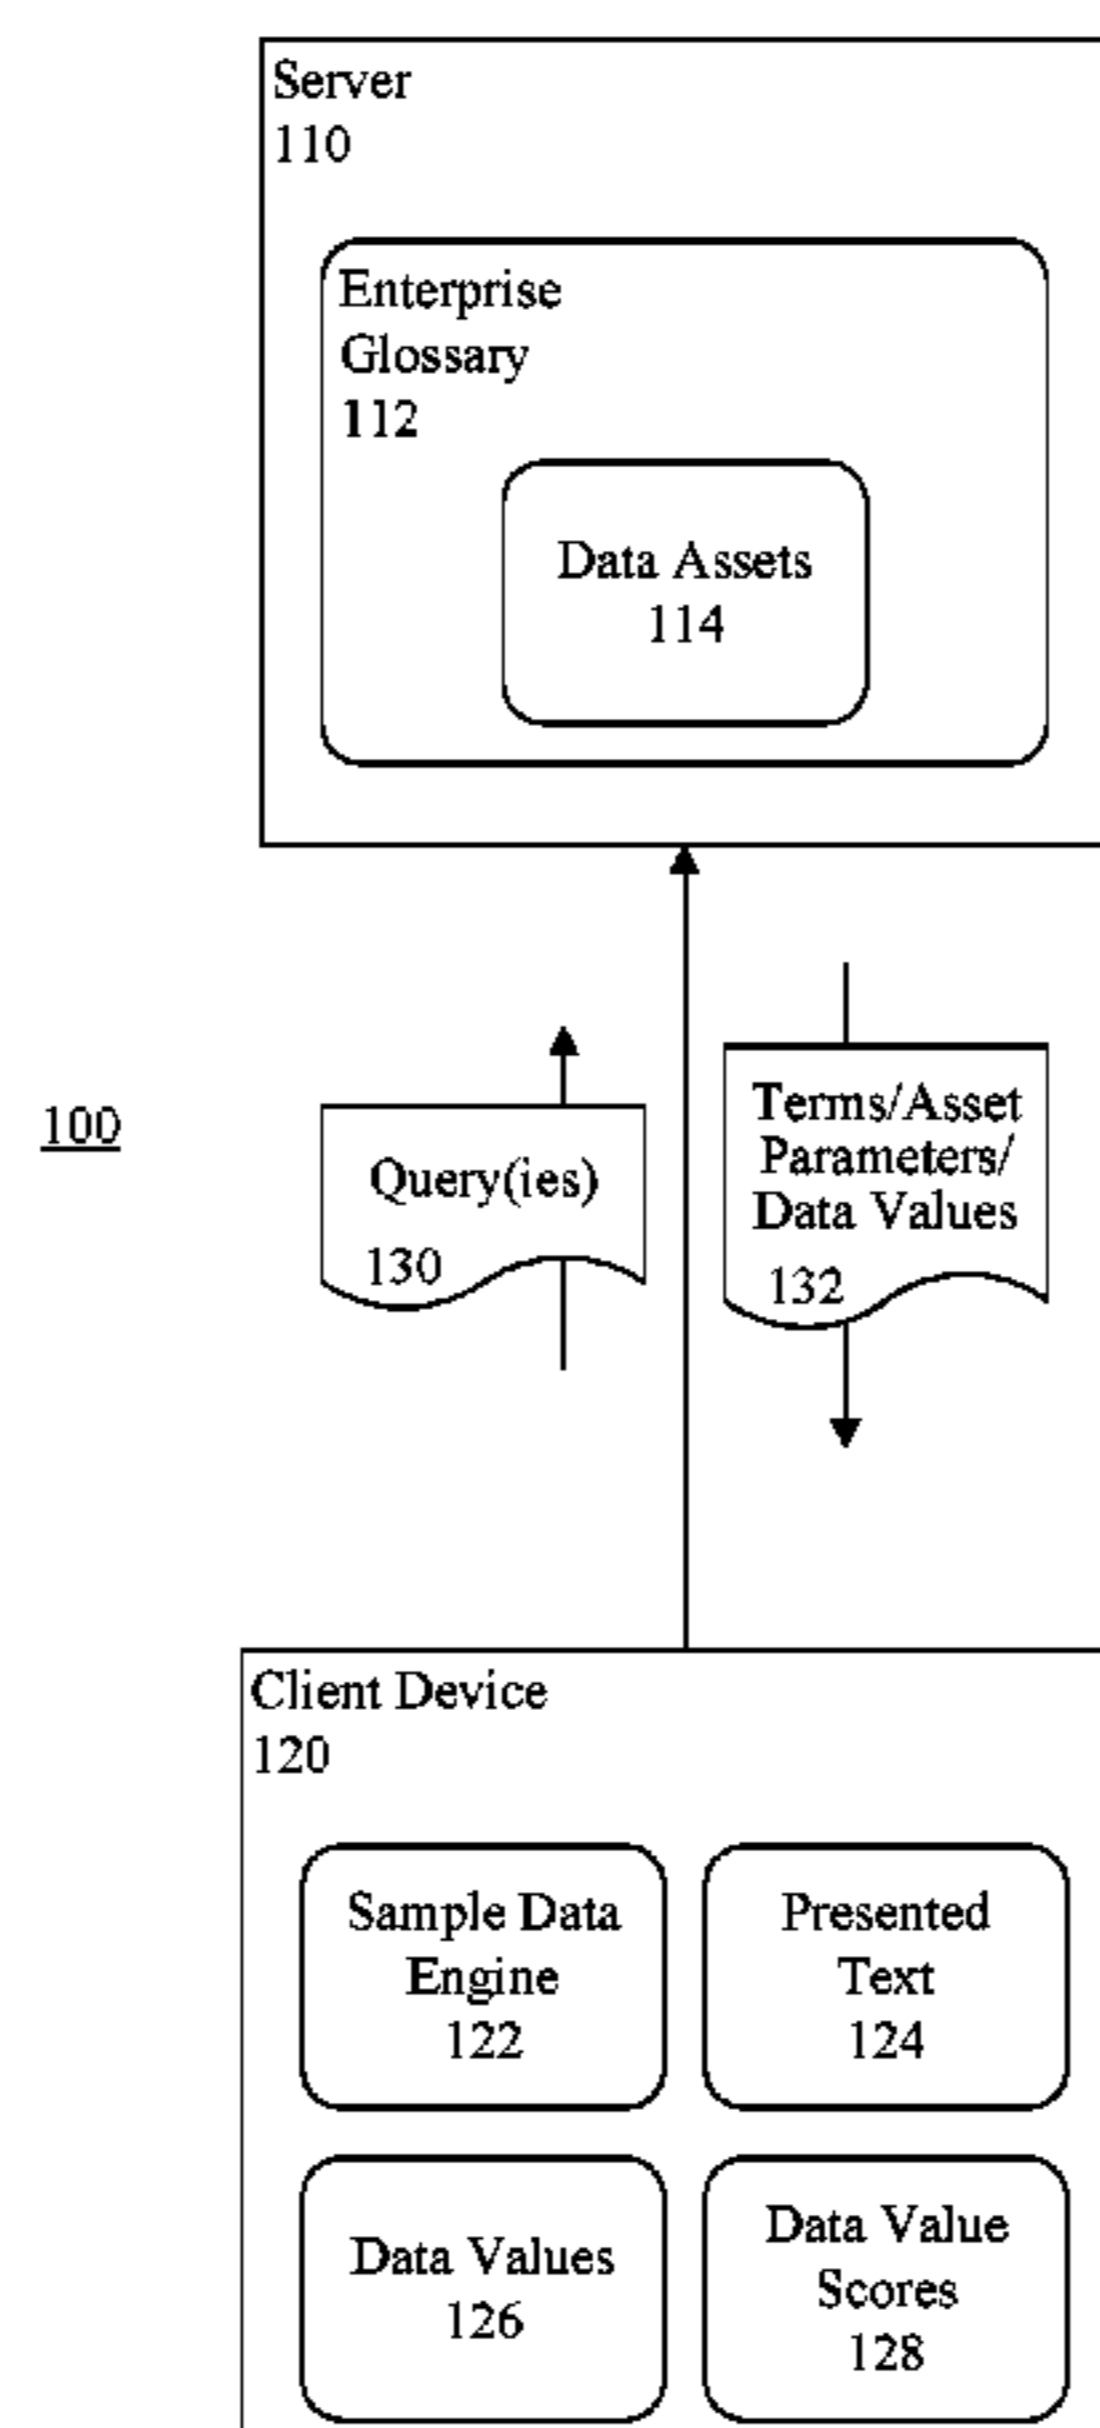 Server
110
Enterprise
Glossary
112
Data Assets
114
100
Query(ies)
130
Terms/Asset
Parameters/
Data Values
132
Client Device
120
Sample Data
Engine
122
Presented
Text
124
Data Values
126
Data Value
Scores
128